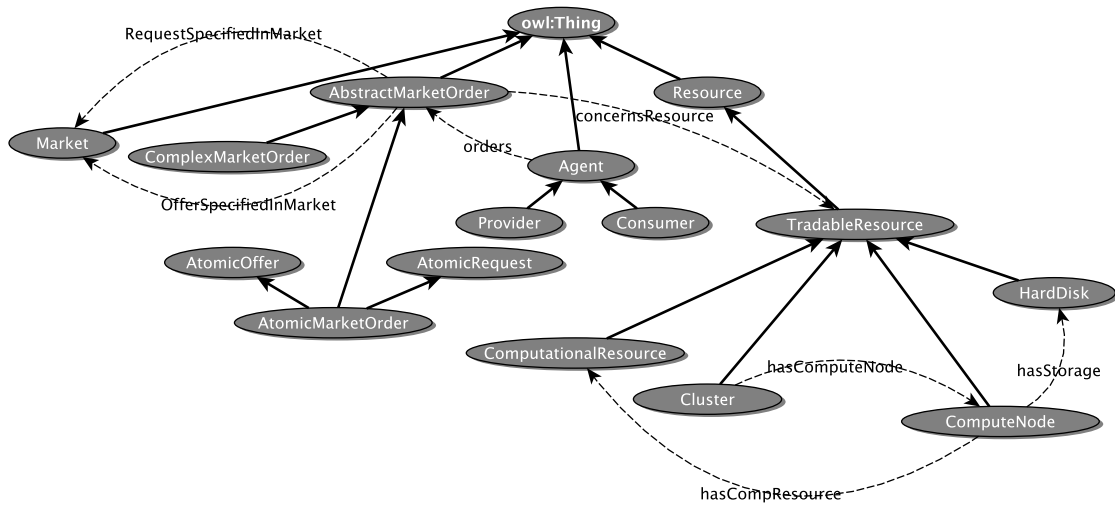 owl:Thing
RequestSpecifiedInMarket
AbstractMarketOrder
Resource
concernsResource
Market
orders
ComplexMarketOrder
Agent
OfferSpecifiedInMarket
Provider
Consumer
TradableResource
AtomicOffer
AtomicRequest
HardDisk
AtomicMarketOrder
ComputationalResource
hasComputeNode
hasStorage
Cluster
ComputeNode
hasCompResource